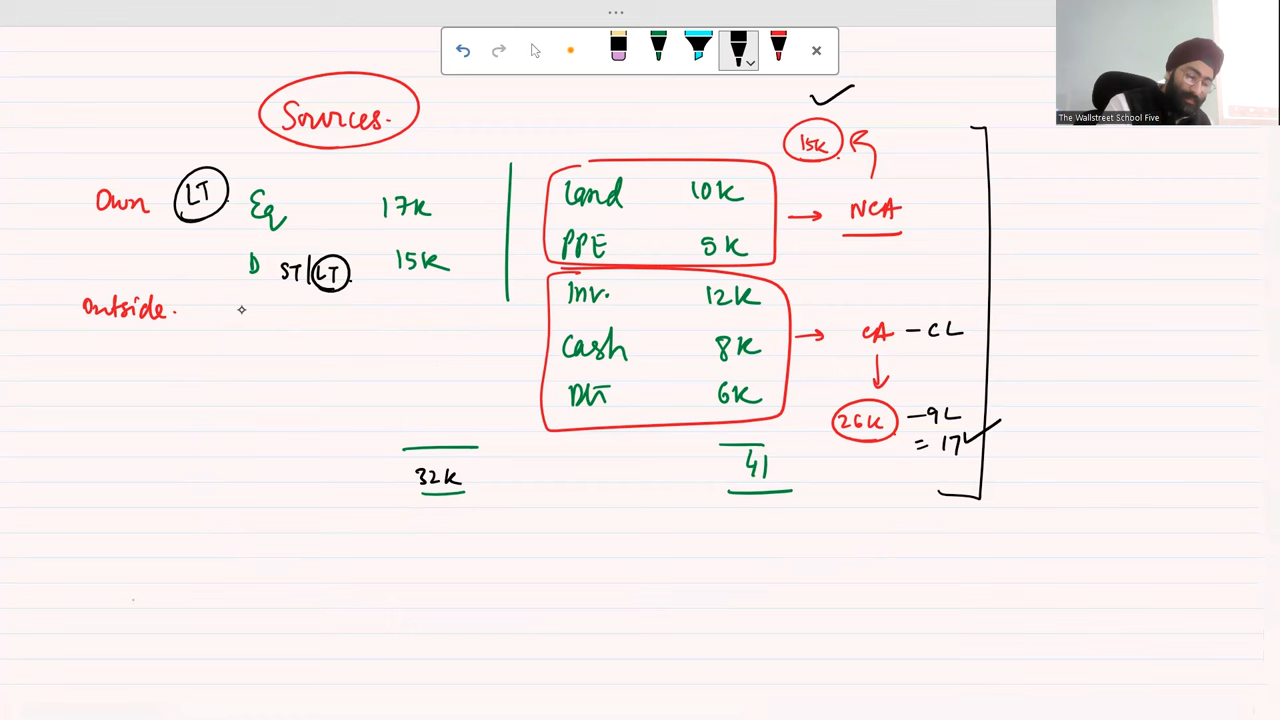 Sources.
Own LT Eq 17K
D ST/LT 15K
Outside.
32K
Land 10K
PPE 5K
Inv. 12K
Cash 8K
6K
41
15K
NCA
CA - CL
26K - 9L
= 17L
The Wallstreet School Five